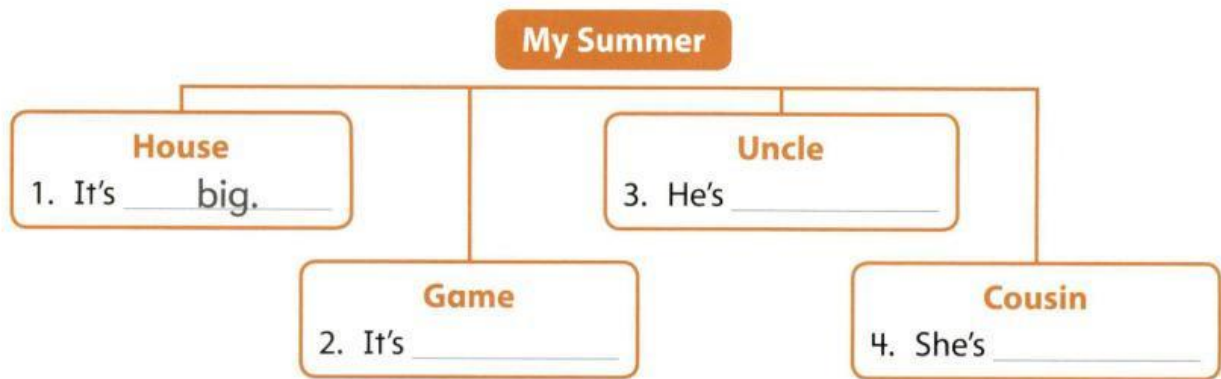 My Summer
House
1. It's big.
Uncle
3. He's
Game
2. It's
Cousin
4. She's